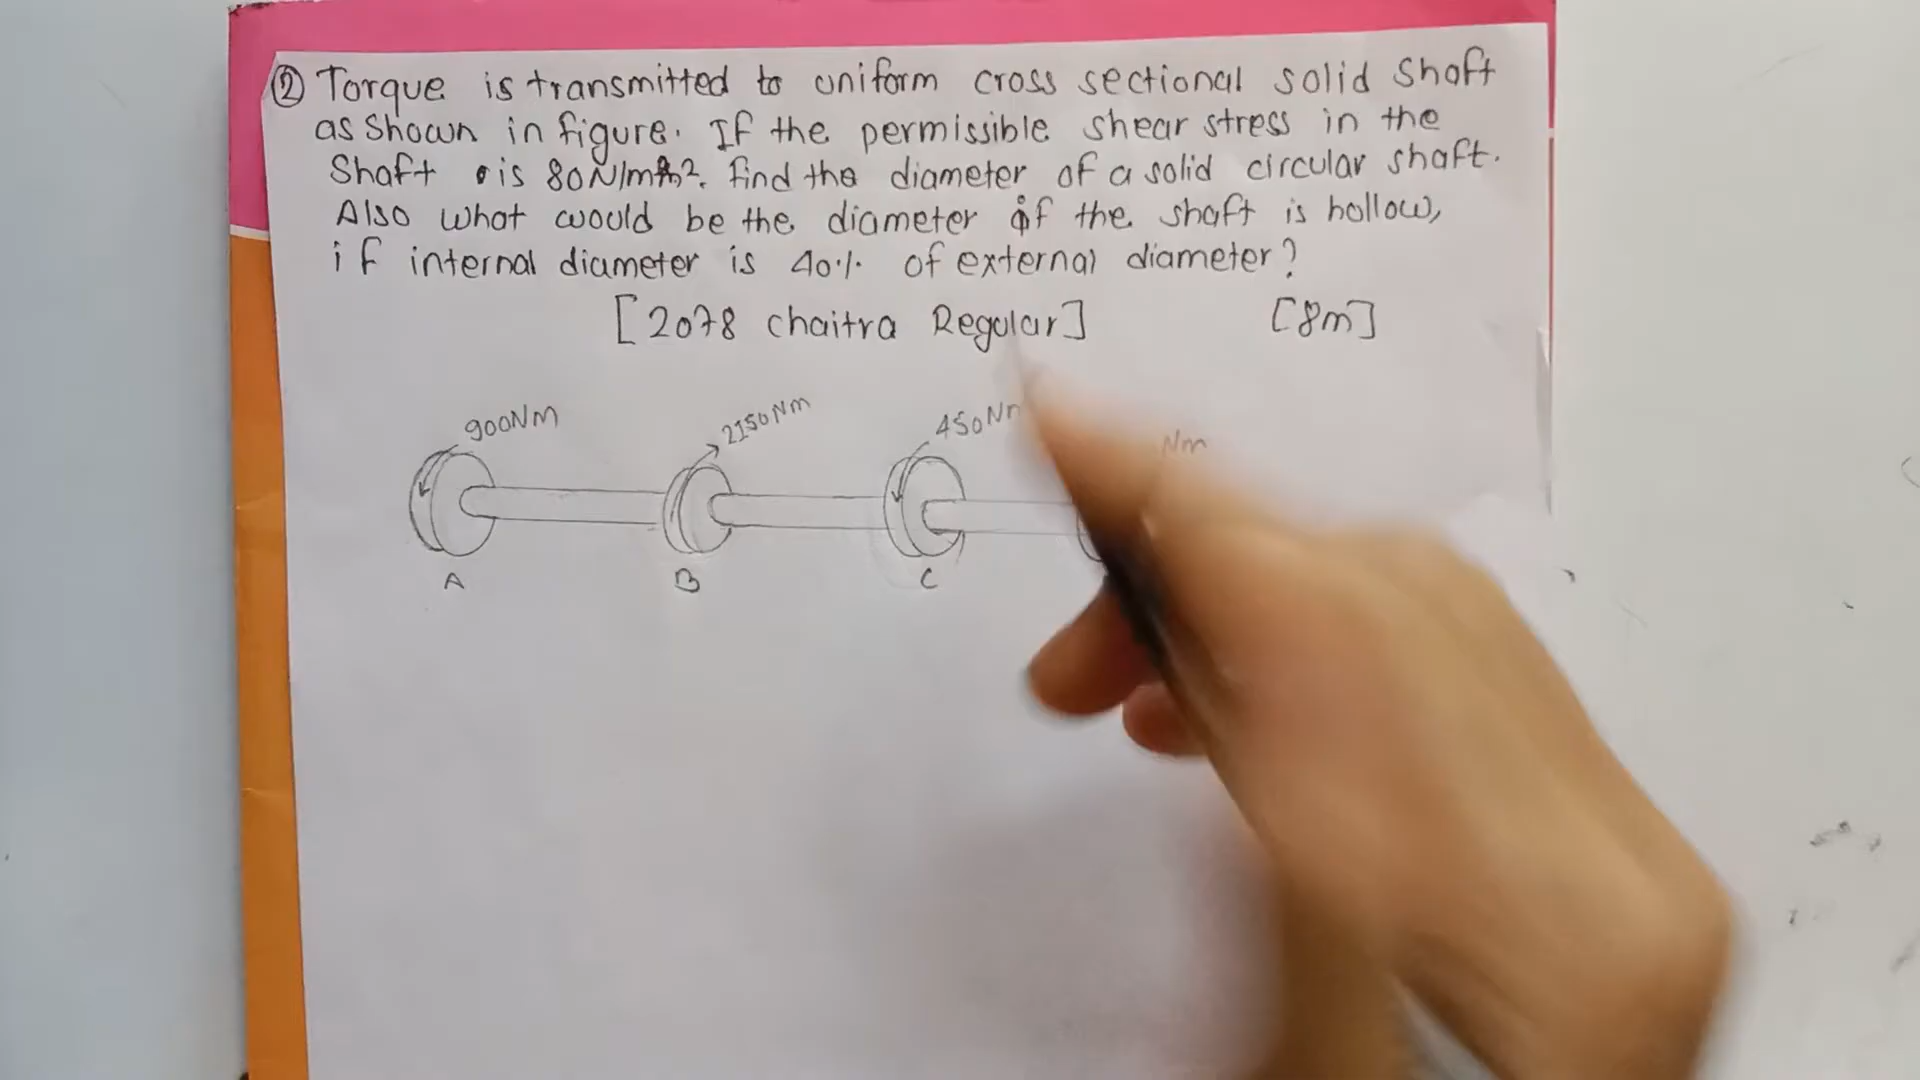 ② Torque is transmitted to uniform cross sectional solid shaft
as shown in figure. If the permissible shear stress in the
shaft is 80N/mm². find the diameter of a solid circular shaft.
Also what would be the diameter if the shaft is hollow,
if internal diameter is 40% of external diameter?
[2078 chaitra Regular] [8m]
900NM 2150NM 450N
Nm
A B C